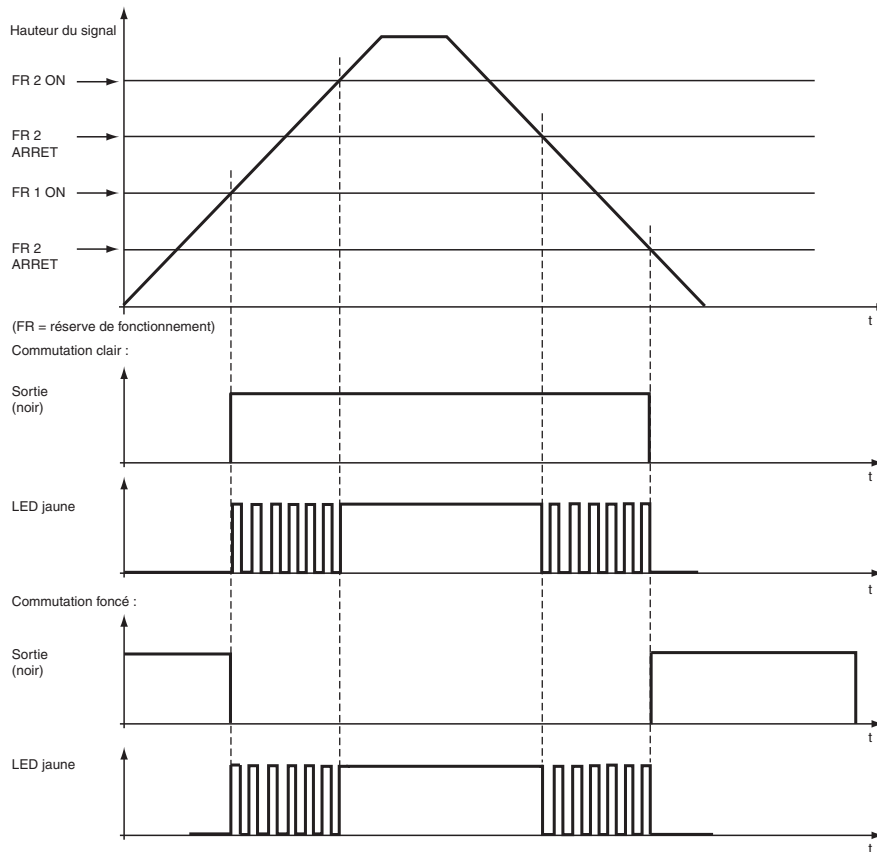 Hauteur du signal
FR 2 ON
FR 2
ARRET
FR 1 ON
FR 2
ARRET
t
(FR = réserve de fonctionnement)
Commutation clair :
Sortie
(noir)
t
LED jaune
t
Commutation foncé :
Sortie
(noir)
t
LED jaune
t